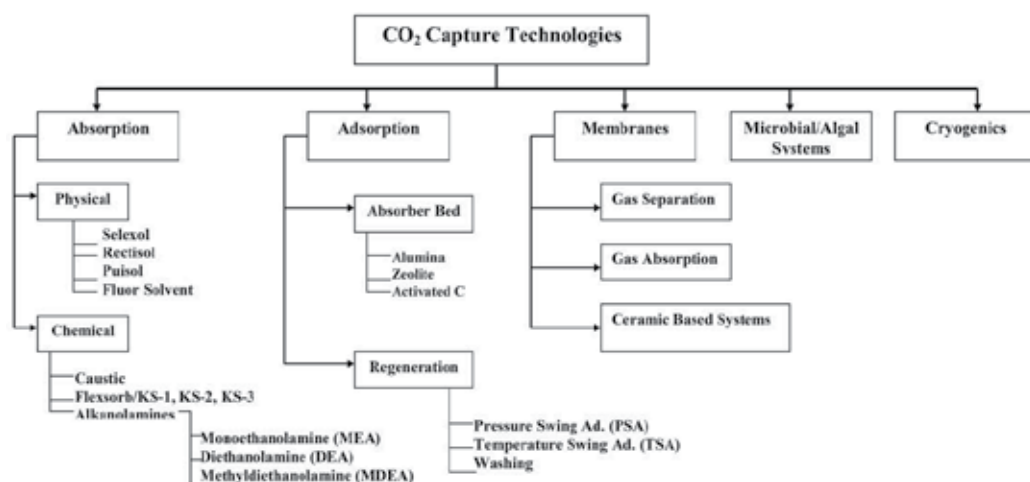 CO₂ Capture Technologies
Absorption
Adsorption
Membranes
Microbial/Algal
Systems
Cryogenics
Physical
Selexol
Rectisol
Puisol
Fluor Solvent
Chemical
Caustic
Flexsorb/KS-1, KS-2, KS-3
Alkanolamines
Monoethanolamine (MEA)
Diethanolamine (DEA)
Methyldiethanolamine (MDEA)
Absorber Bed
Alumina
Zeolite
Activated C
Regeneration
Pressure Swing Ad. (PSA)
Temperature Swing Ad. (TSA)
Washing
Gas Separation
Gas Absorption
Ceramic Based Systems